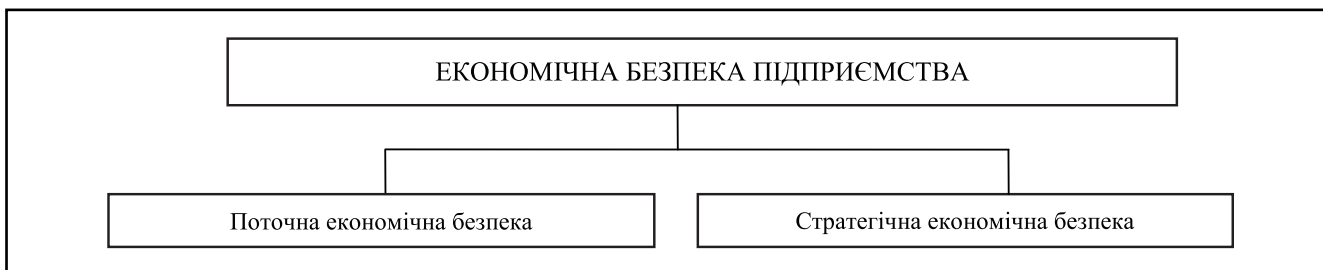 ЕКОНОМІЧНА БЕЗПЕКА ПІДПРИЄМСТВА
Поточна економічна безпека
Стратегічна економічна безпека